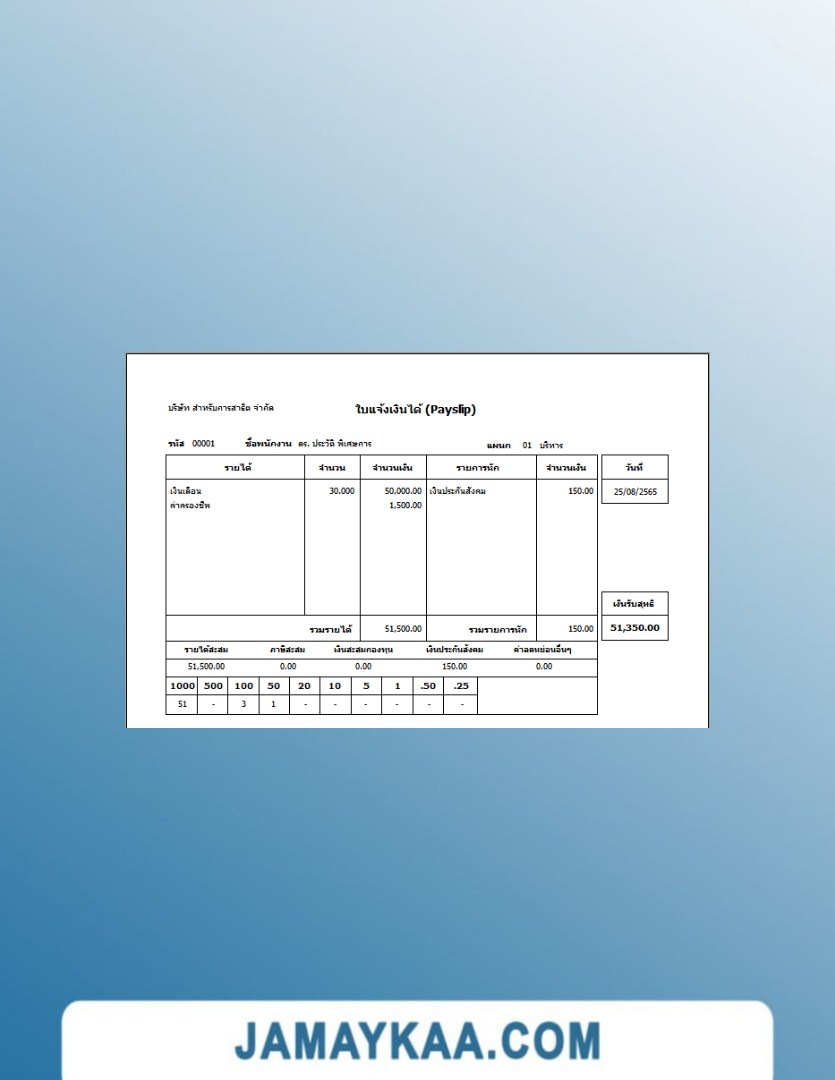 บริษัท สำหรับการสาธิต จำกัด ใบแจ้งเงินได้ (Payslip)
รหัส 00001 ชื่อพนักงาน ดร. ประวัติ พิเศษการ แผนก 01 บริหาร
รายได้ จำนวน จำนวนเงิน รายการหัก จำนวนเงิน วันที่
เงินเดือน 30.000 50,000.00 เงินประกันสังคม 150.00 25/08/2565
ค่าครองชีพ 1,500.00
เงินรับสุทธิ
รวมรายได้ 51,500.00 รวมรายการหัก 150.00 51,350.00
รายได้สะสม ภาษีสะสม เงินสะสมกองทุน เงินประกันสังคม ค่าลดหย่อนอื่นๆ
51,500.00 0.00 0.00 150.00 0.00
1000 500 100 50 20 10 5 1 .50 .25
51 - 3 1 - - - - - -
JAMAYKAA.COM